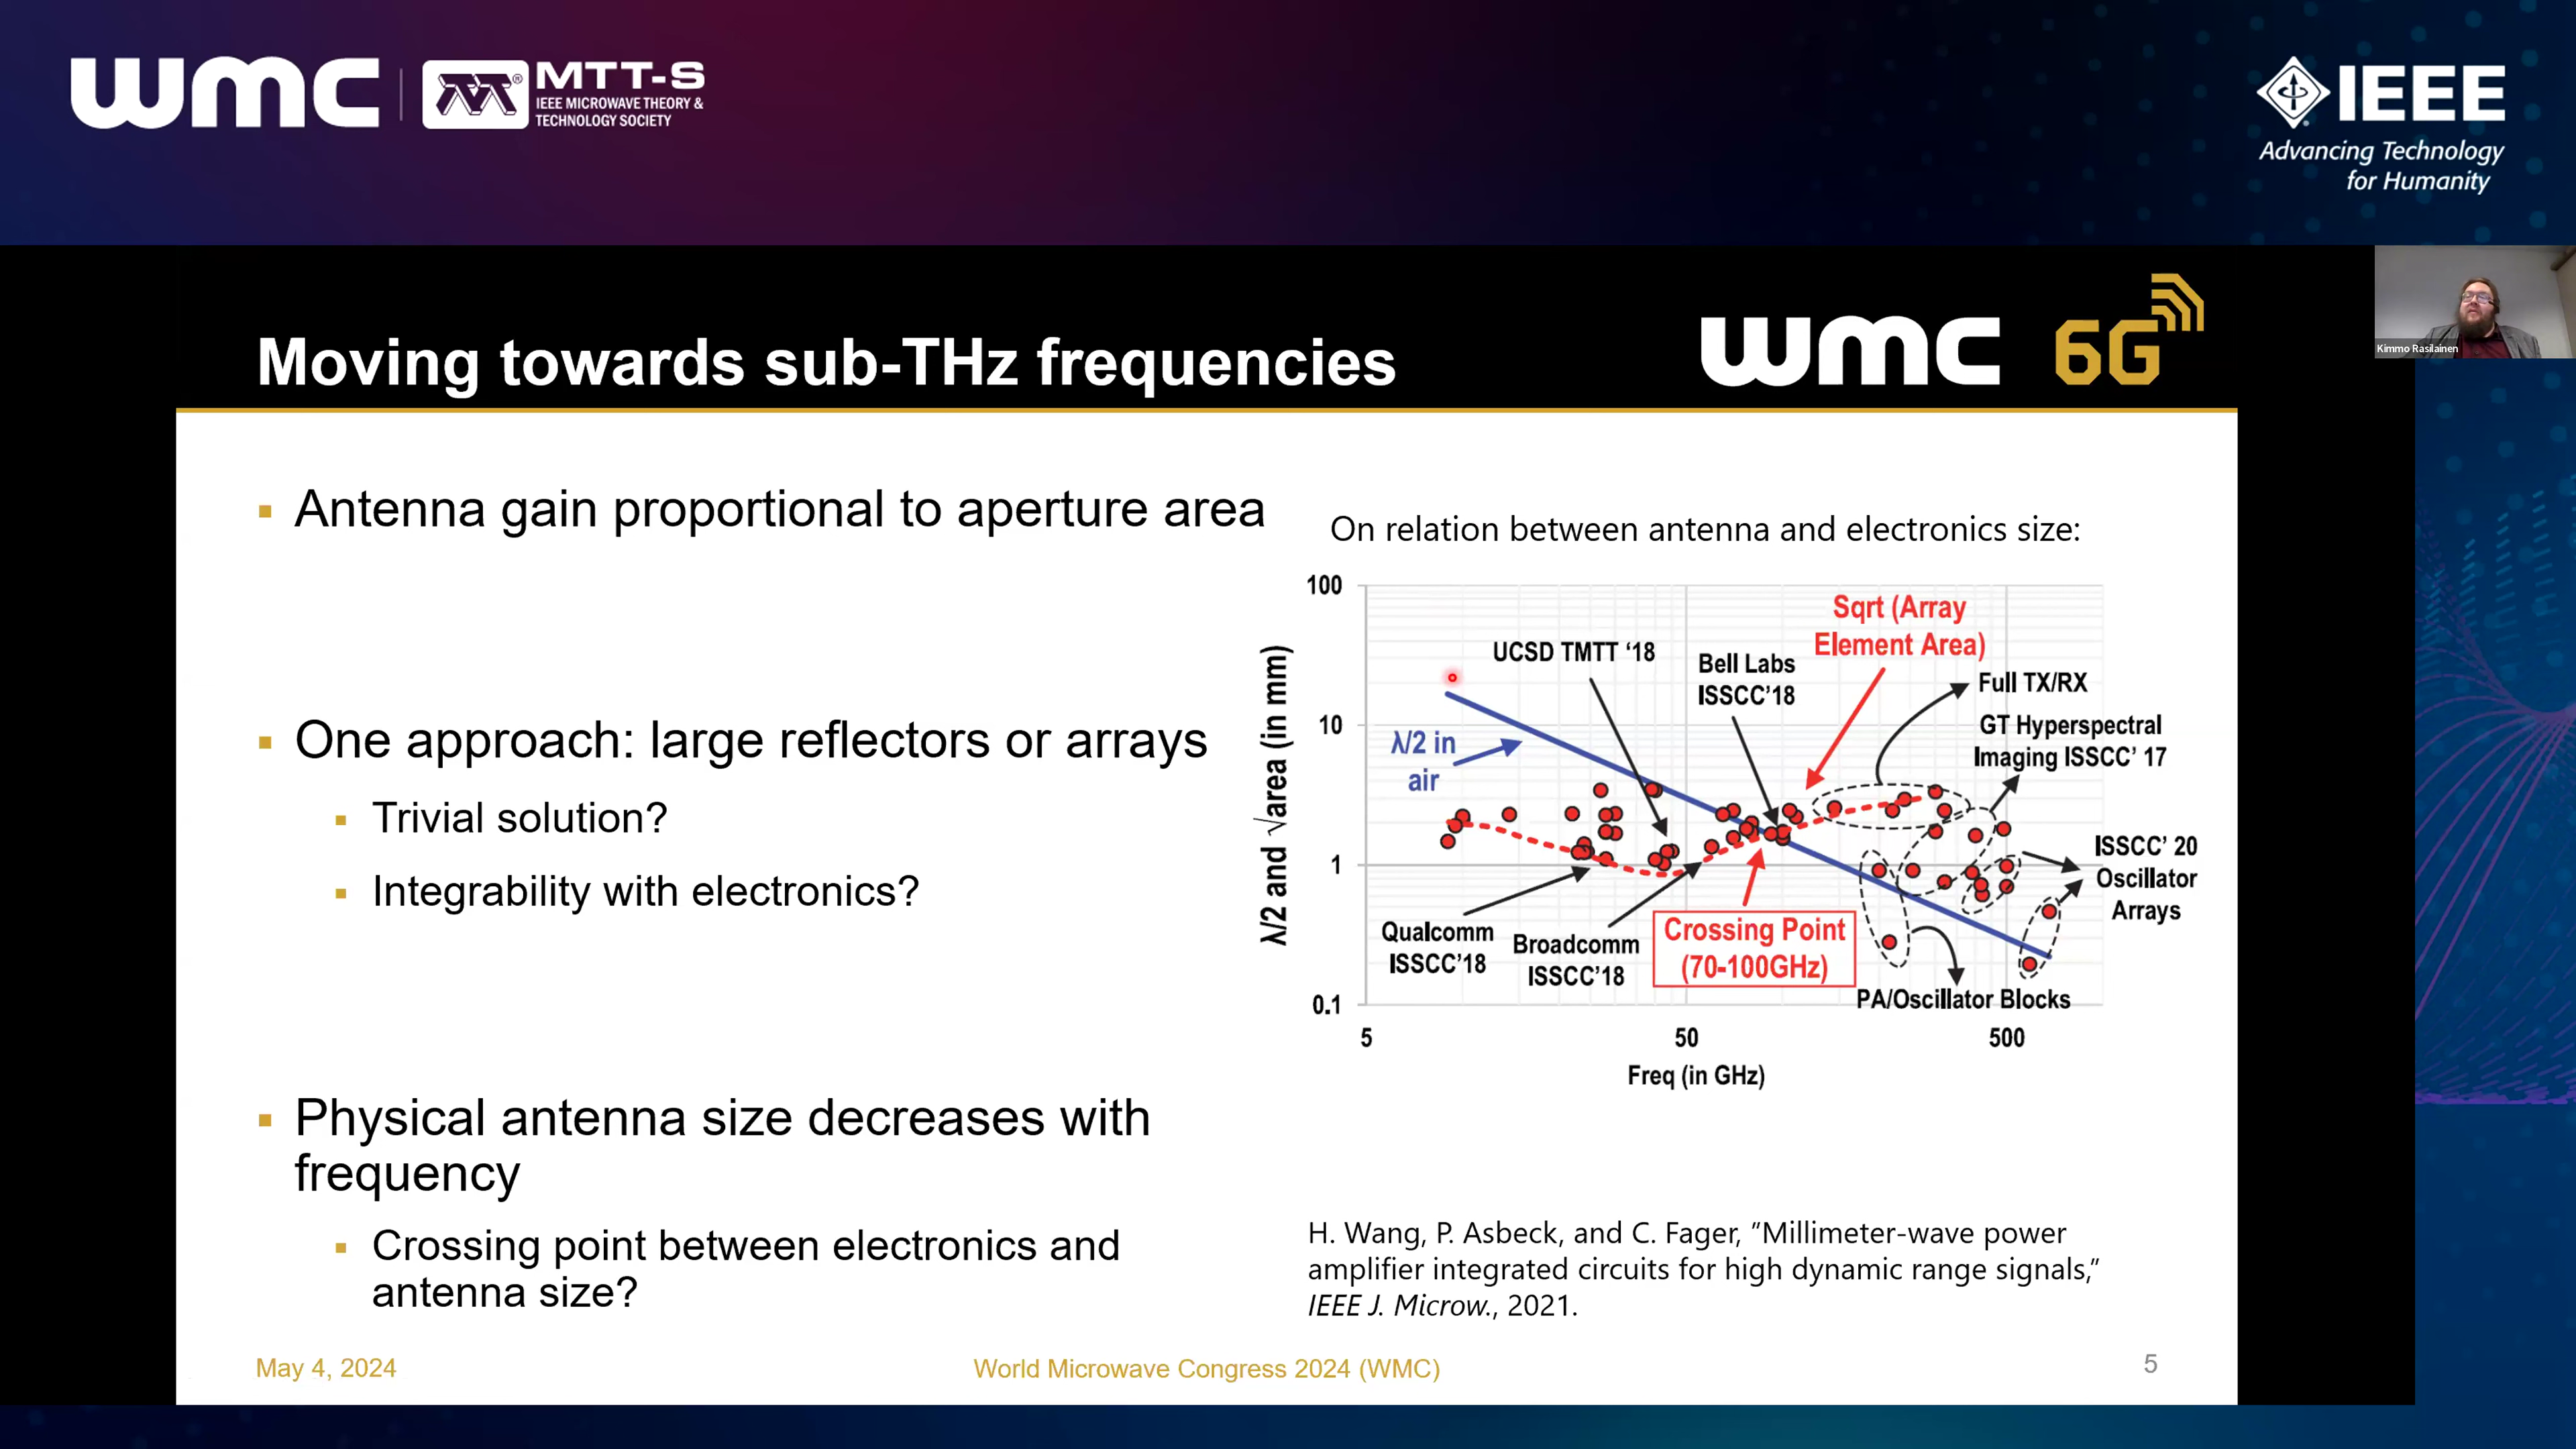 wmc
MTT-S
IEEE MICROWAVE THEORY &
TECHNOLOGY SOCIETY
IEEE
Advancing Technology
for Humanity
Kimmo Rasilainen
Moving towards sub-THz frequencies
wmc 6G
Antenna gain proportional to aperture area
One approach: large reflectors or arrays
Trivial solution?
Integrability with electronics?
Physical antenna size decreases with
frequency
Crossing point between electronics and
antenna size?
On relation between antenna and electronics size:
λ/2 and √area (in mm)
100
10
1
0.1
5
50
500
Freq (in GHz)
λ/2 in
air
UCSD TMTT ‘18
Bell Labs
ISSCC’18
Sqrt (Array
Element Area)
Full TX/RX
GT Hyperspectral
Imaging ISSCC’ 17
ISSCC’ 20
Oscillator
Arrays
Qualcomm
ISSCC’18
Broadcomm
ISSCC’18
Crossing Point
(70-100GHz)
PA/Oscillator Blocks
H. Wang, P. Asbeck, and C. Fager, ”Millimeter-wave power
amplifier integrated circuits for high dynamic range signals,”
IEEE J. Microw., 2021.
May 4, 2024
World Microwave Congress 2024 (WMC)
5